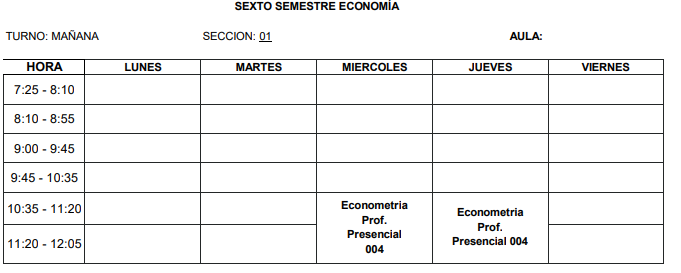 SEXTO SEMESTRE ECONOMÍA
TURNO: MAÑANA SECCION: 01 AULA:
HORA LUNES MARTES MIERCOLES JUEVES VIERNES
7:25 - 8:10
8:10 - 8:55
9:00 - 9:45
9:45 - 10:35
10:35 - 11:20
11:20 - 12:05
Econometria
Prof.
Presencial
004
Econometria
Prof.
Presencial 004